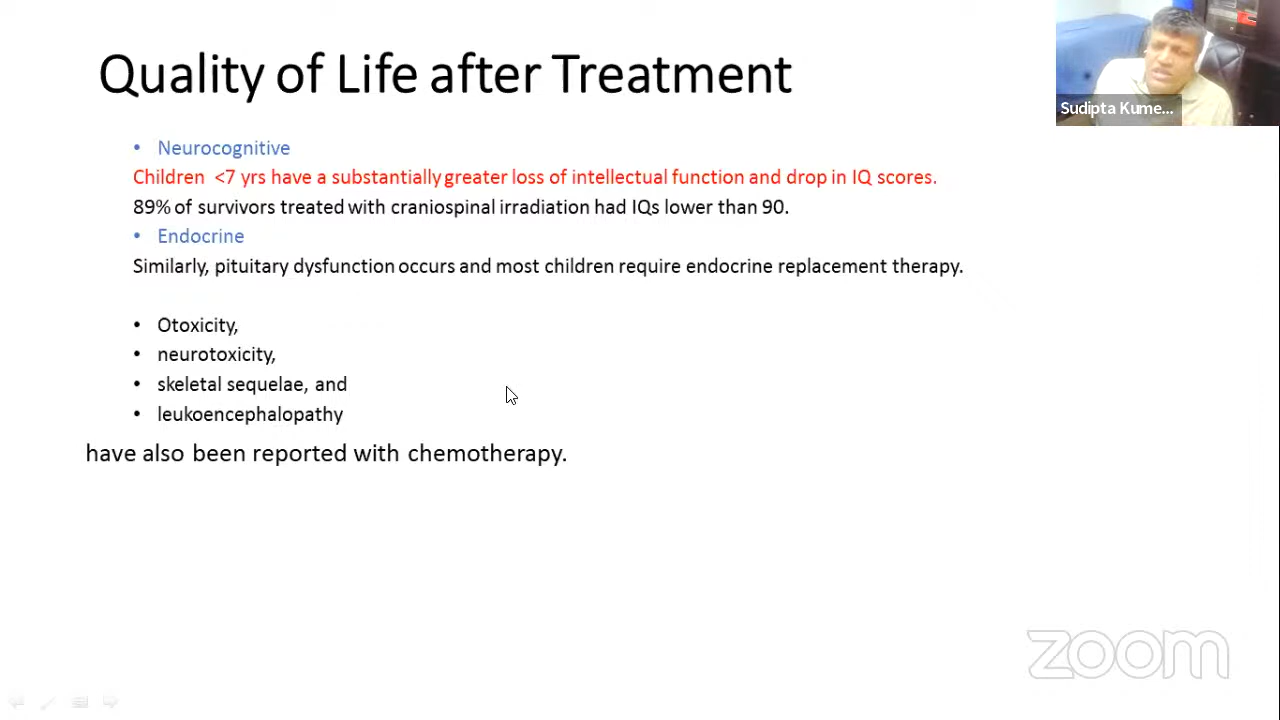 Quality of Life after Treatment
Sudipta Kume...
• Neurocognitive
Children <7 yrs have a substantially greater loss of intellectual function and drop in IQ scores.
89% of survivors treated with craniospinal irradiation had IQs lower than 90.
• Endocrine
Similarly, pituitary dysfunction occurs and most children require endocrine replacement therapy.
• Otoxicity,
• neurotoxicity,
• skeletal sequelae, and
• leukoencephalopathy
have also been reported with chemotherapy.
zoom